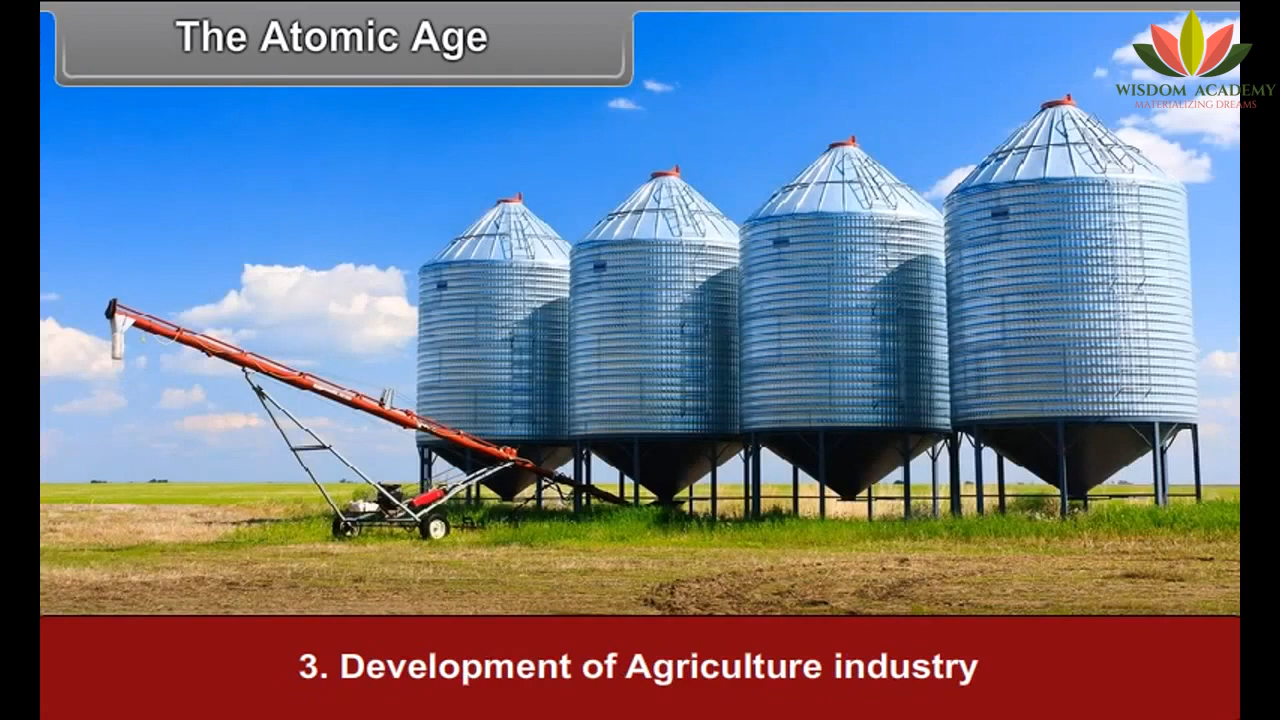 The Atomic Age
WISDOM ACADEMY
MATERIALIZING DREAMS
3. Development of Agriculture industry